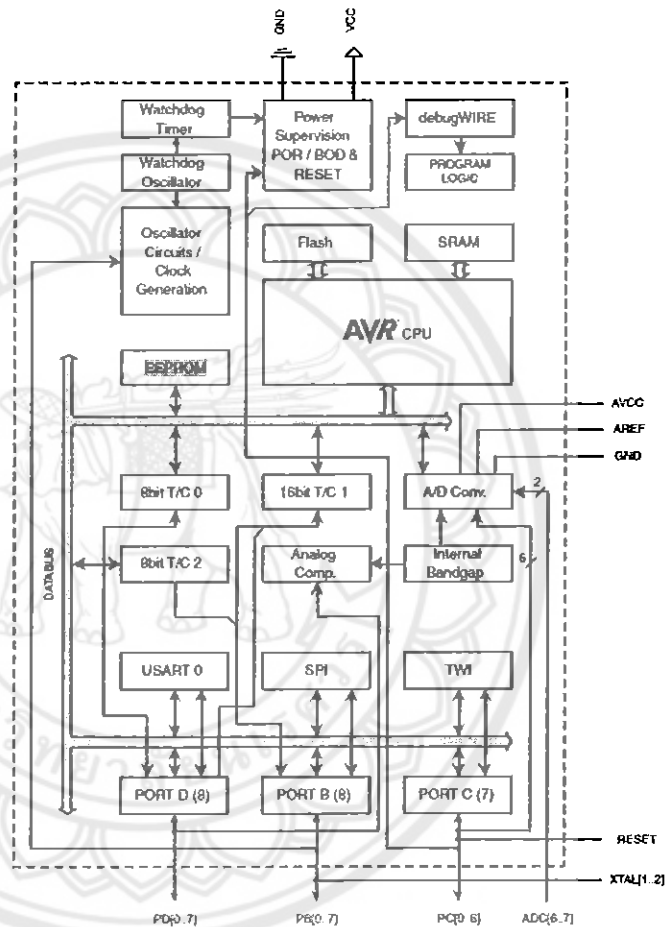 GND
VCC
Watchdog
Timer
Power
Supervision
POR / BOD &
RESET
debugWIRE
Watchdog
Oscillator
PROGRAM
LOGIC
Oscillator
Circuits /
Clock
Generation
Flash
SRAM
AVR CPU
EEPROM
AVCC
AREF
GND
8bit T/C 0
16bit T/C 1
A/D Conv.
2
8bit T/C 2
Analog
Comp.
Internal
Bandgap
6
DATABUS
USART 0
SPI
TWI
PORT D (8)
PORT B (8)
PORT C (7)
RESET
XTAL[1..2]
PD[0..7]
PB[0..7]
PC[0..6]
ADC[6..7]